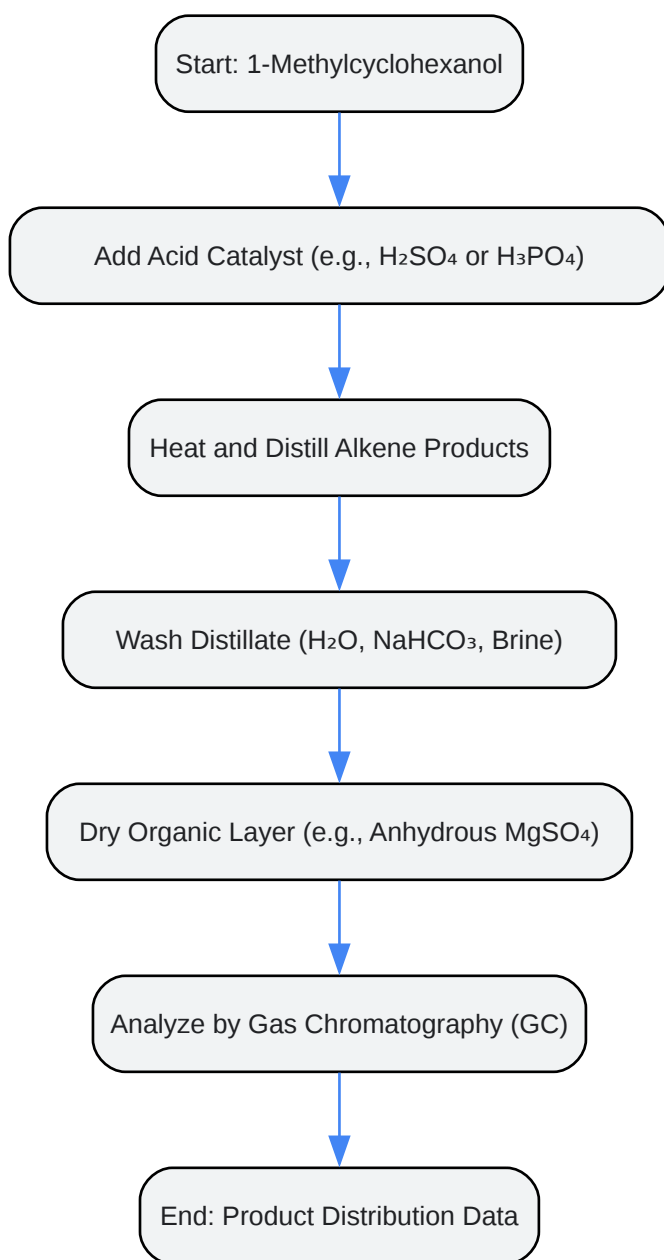 Start: 1-Methylcyclohexanol
Add Acid Catalyst (e.g., H₂SO₄ or H₃PO₄)
Heat and Distill Alkene Products
Wash Distillate (H₂O, NaHCO₃, Brine)
Dry Organic Layer (e.g., Anhydrous MgSO₄)
Analyze by Gas Chromatography (GC)
End: Product Distribution Data